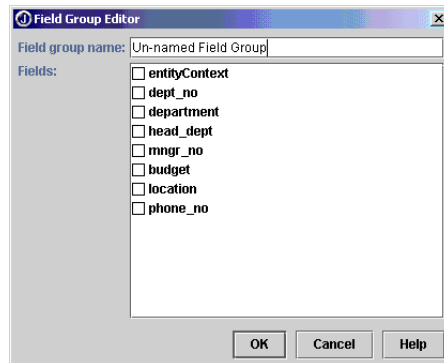 Field Group Editor
Field group name: Un-named Field Group
Fields:
entityContext
dept_no
department
head_dept
mngr_no
budget
location
phone_no
OK Cancel Help